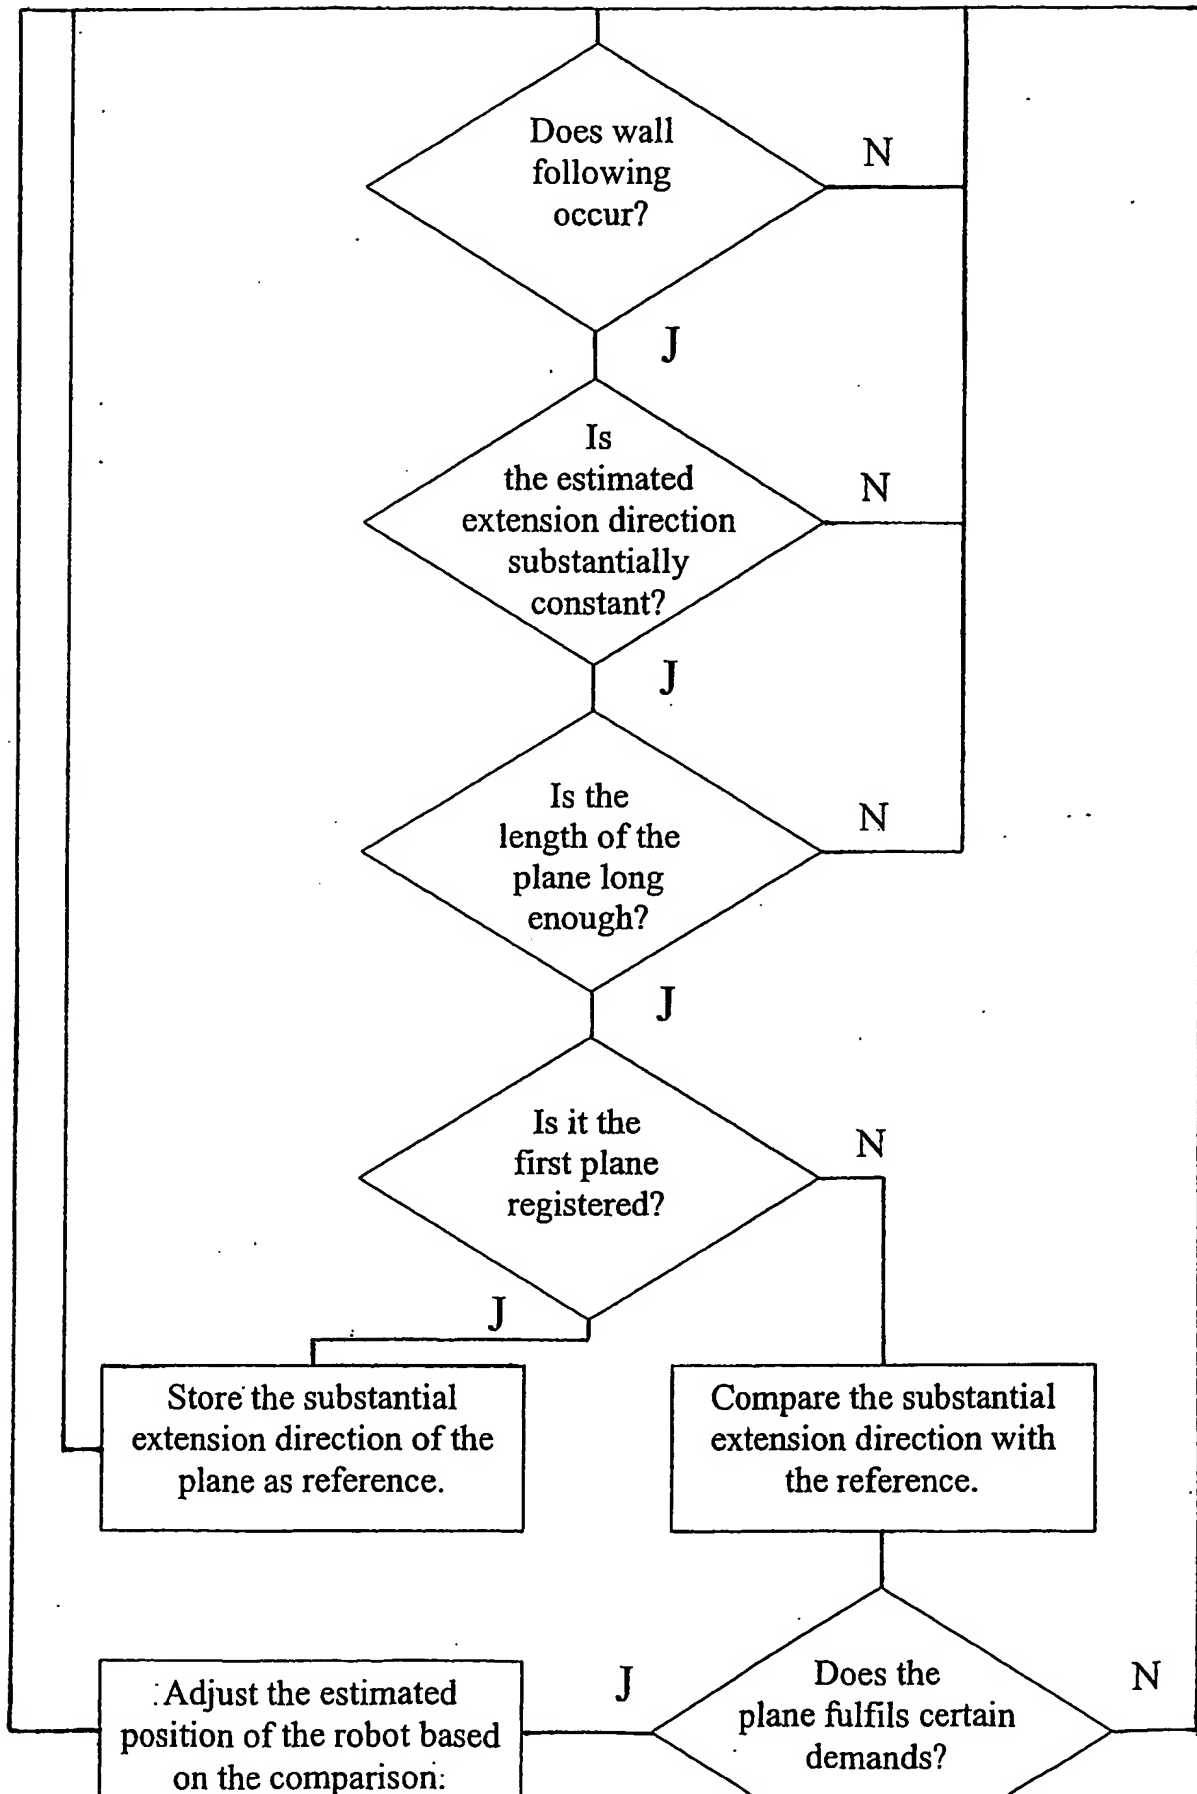 Does wall
following
occur?
N
J
Is
the estimated
extension direction
substantially
constant?
N
J
Is the
length of the
plane long
enough?
N
J
Is it the
first plane
registered?
N
J
Store the substantial
extension direction of the
plane as reference.
Compare the substantial
extension direction with
the reference.
Adjust the estimated
position of the robot based
on the comparison.
J
Does the
plane fulfils certain
demands?
N